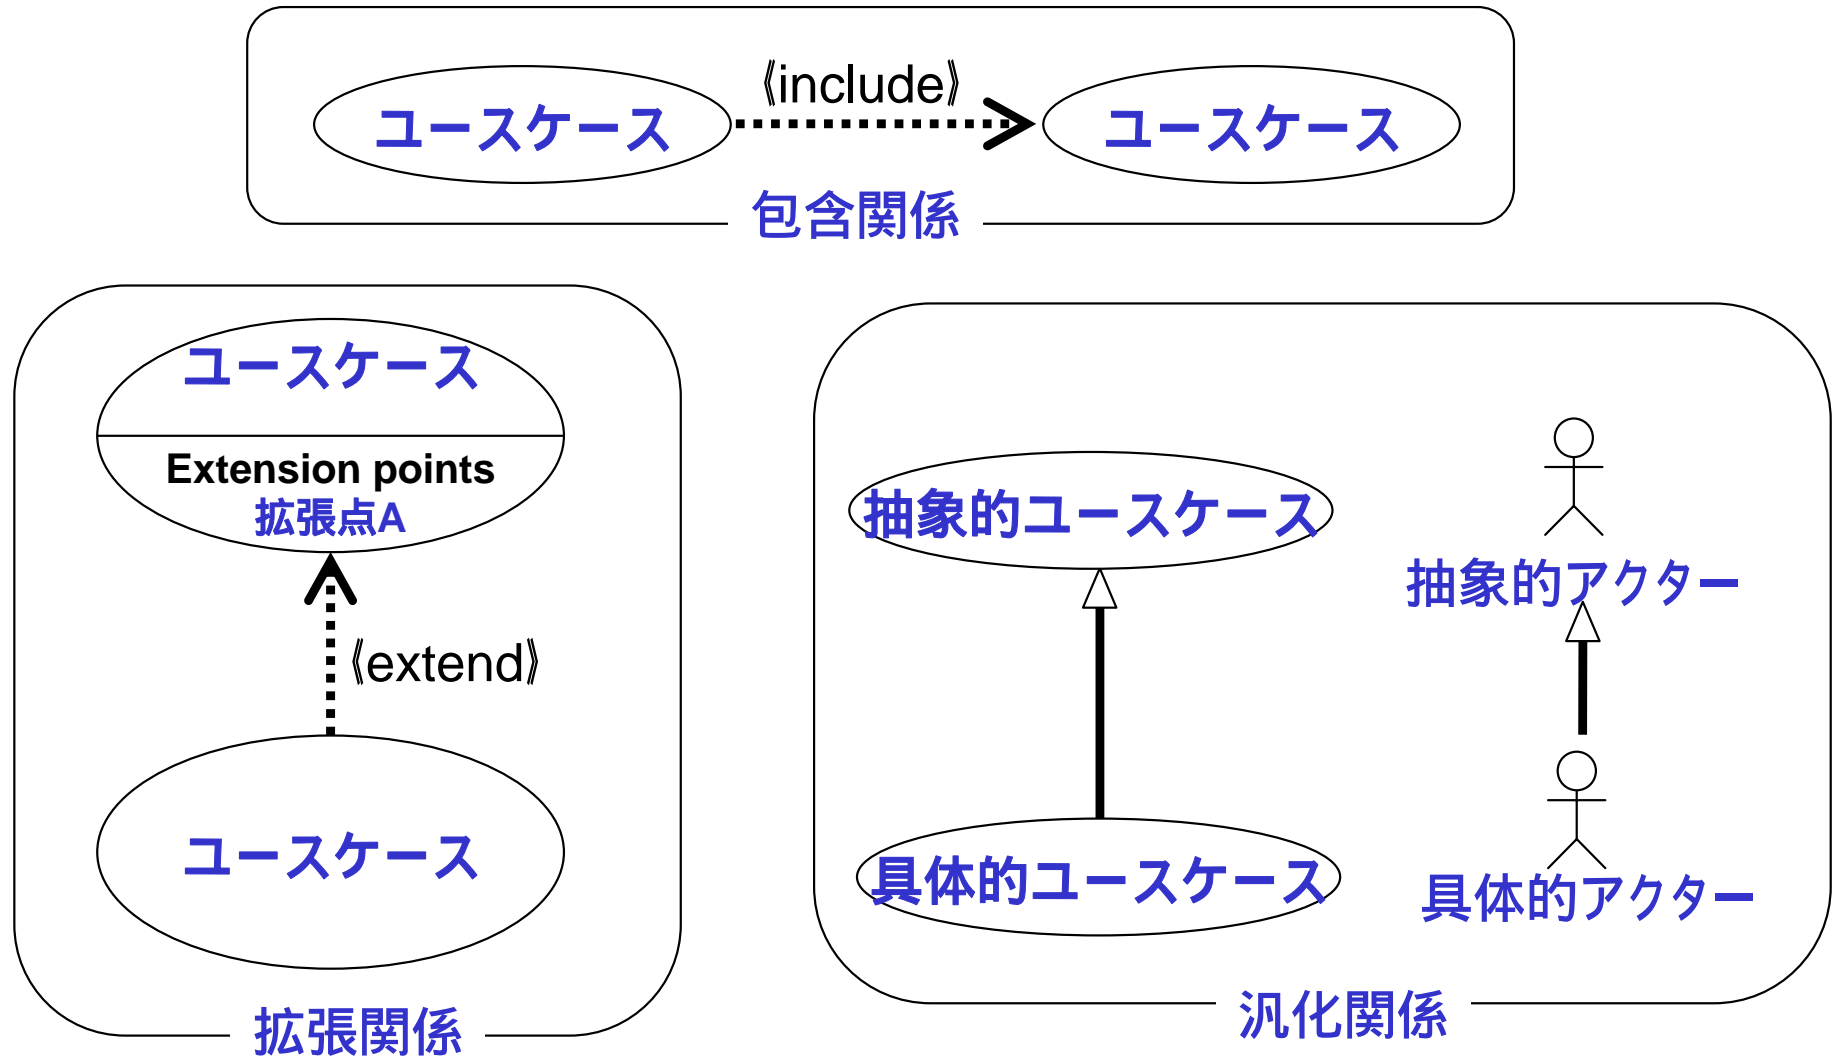 《include》
ユースケース ユースケース
包含関係
ユースケース
Extension points
拡張点A
《extend》
ユースケース
拡張関係
抽象的ユースケース
抽象的アクター
具体的ユースケース
具体的アクター
汎化関係